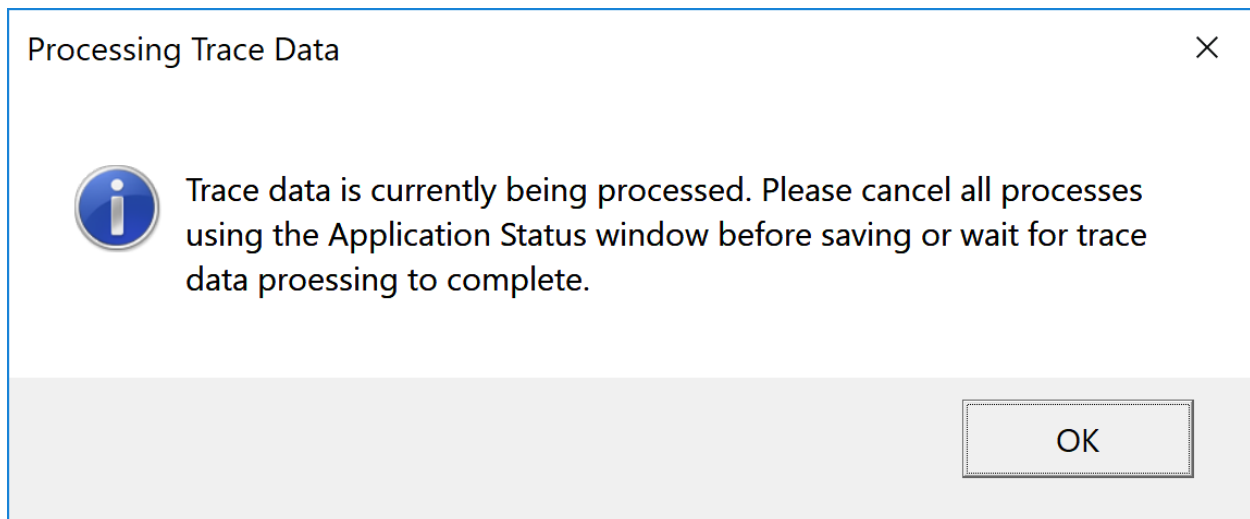 Processing Trace Data
Trace data is currently being processed. Please cancel all processes
using the Application Status window before saving or wait for trace
data proessing to complete.
OK